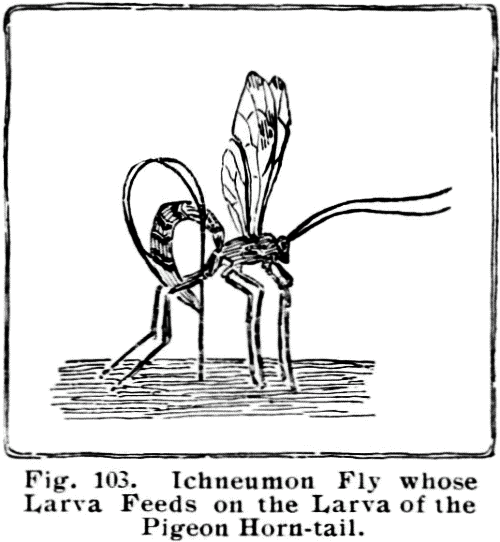 Fig. 103. Ichneumon Fly whose
Larva Feeds on the Larva of the
Pigeon Horn-tail.